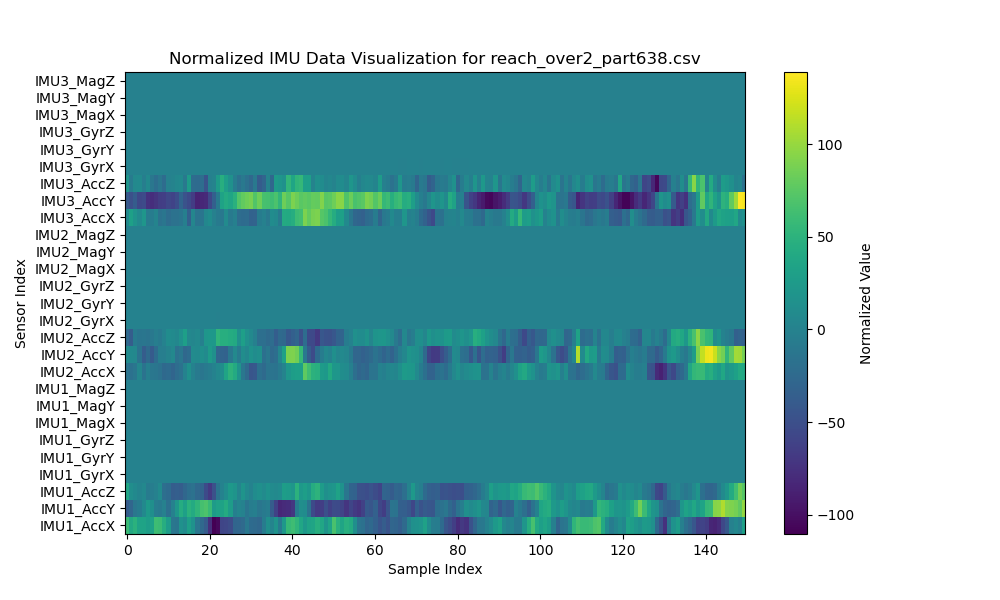 Normalized IMU Data Visualization for reach_over2_part638.csv
IMU3_MagZ
IMU3_MagY
IMU3_MagX
IMU3_GyrZ
IMU3_GyrY
IMU3_GyrX
IMU3_AccZ
IMU3_AccY
IMU3_AccX
IMU2_MagZ
IMU2_MagY
IMU2_MagX
IMU2_GyrZ
IMU2_GyrY
IMU2_GyrX
IMU2_AccZ
IMU2_AccY
IMU2_AccX
IMU1_MagZ
IMU1_MagY
IMU1_MagX
IMU1_GyrZ
IMU1_GyrY
IMU1_GyrX
IMU1_AccZ
IMU1_AccY
IMU1_AccX
Sensor Index
0 20 40 60 80 100 120 140
Sample Index
100
50
0
−50
−100
Normalized Value